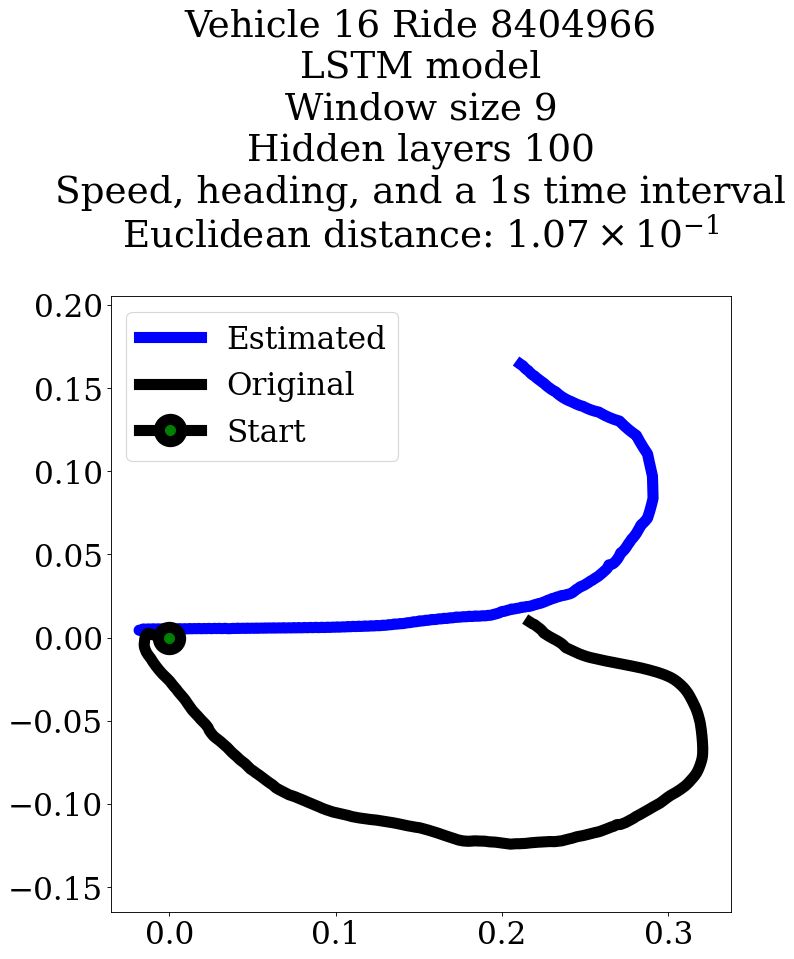 Vehicle 16 Ride 8404966
LSTM model
Window size 9
Hidden layers 100
Speed, heading, and a 1s time interval
Euclidean distance: 1.07 × 10⁻¹
0.20
0.15
0.10
0.05
0.00
−0.05
−0.10
−0.15
Estimated
Original
Start
0.0 0.1 0.2 0.3